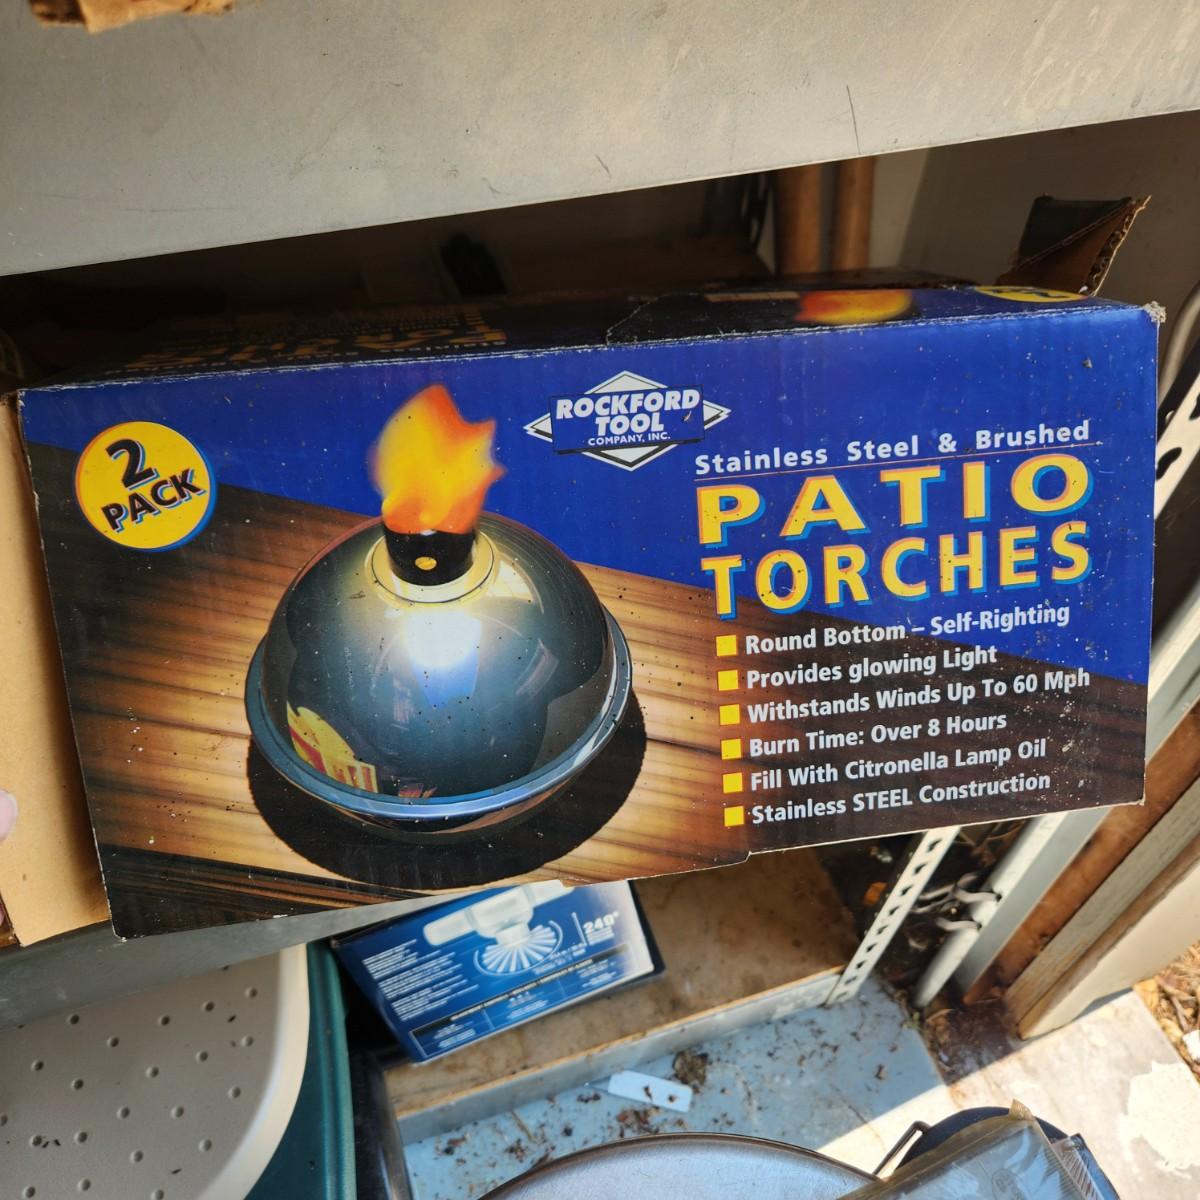 2
PACK
ROCKFORD
TOOL
COMPANY, INC.
Stainless Steel & Brushed
PATIO
TORCHES
Round Bottom – Self-Righting
Provides glowing Light
Withstands Winds Up To 60 Mph
Burn Time: Over 8 Hours
Fill With Citronella Lamp Oil
Stainless STEEL Construction
240°